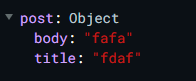 post: Object
body: "fafa"
title: "fdaf"